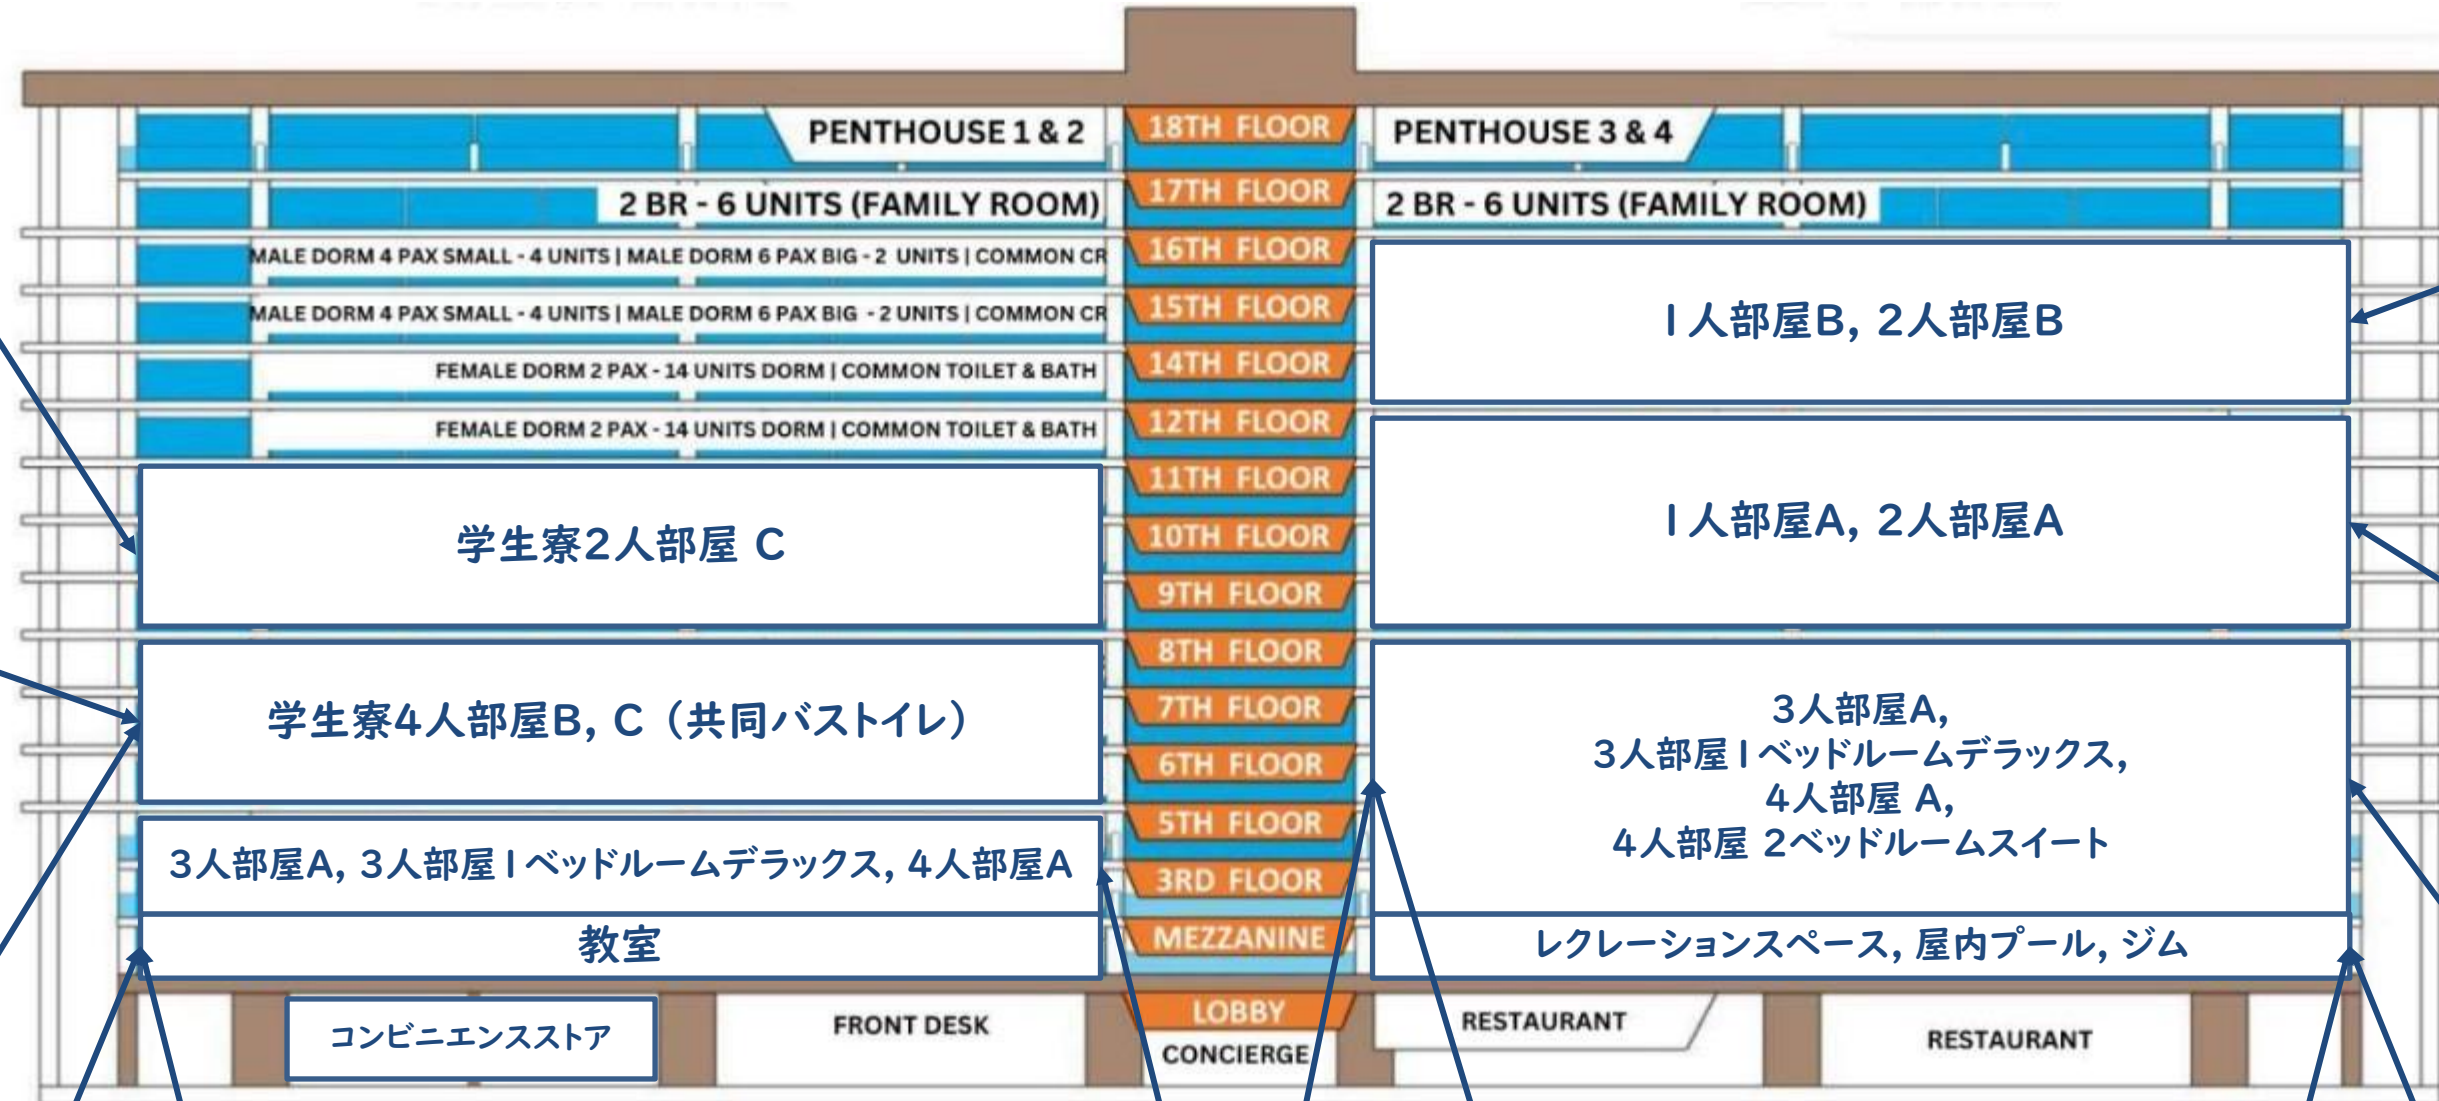 PENTHOUSE 1 & 2
18TH FLOOR
PENTHOUSE 3 & 4
2 BR - 6 UNITS (FAMILY ROOM)
17TH FLOOR
2 BR - 6 UNITS (FAMILY ROOM)
MALE DORM 4 PAX SMALL - 4 UNITS | MALE DORM 6 PAX BIG - 2 UNITS | COMMON CR
16TH FLOOR
MALE DORM 4 PAX SMALL - 4 UNITS | MALE DORM 6 PAX BIG - 2 UNITS | COMMON CR
15TH FLOOR
1人部屋B, 2人部屋B
FEMALE DORM 2 PAX - 14 UNITS DORM | COMMON TOILET & BATH
14TH FLOOR
FEMALE DORM 2 PAX - 14 UNITS DORM | COMMON TOILET & BATH
12TH FLOOR
11TH FLOOR
学生寮2人部屋 C
10TH FLOOR
1人部屋A, 2人部屋A
9TH FLOOR
8TH FLOOR
学生寮4人部屋B, C（共同バストイレ）
7TH FLOOR
6TH FLOOR
3人部屋A,
3人部屋1ベッドルームデラックス,
4人部屋 A,
4人部屋 2ベッドルームスイート
5TH FLOOR
3人部屋A, 3人部屋1ベッドルームデラックス, 4人部屋A
3RD FLOOR
教室
MEZZANINE
レクレーションスペース, 屋内プール, ジム
コンビニエンスストア
FRONT DESK
LOBBY
CONCIERGE
RESTAURANT
RESTAURANT